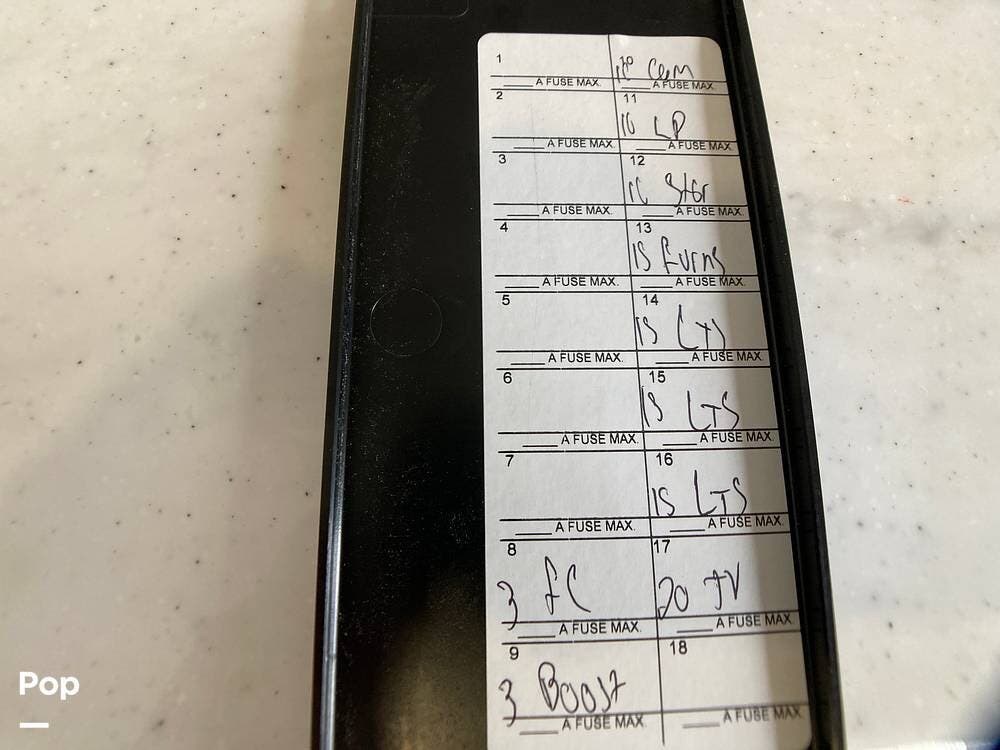 1
A FUSE MAX.
2
A FUSE MAX.
3
A FUSE MAX.
4
A FUSE MAX.
5
A FUSE MAX.
6
A FUSE MAX.
7
A FUSE MAX.
8
3 FC
A FUSE MAX.
9
3 Boost
A FUSE MAX.
10
A FUSE MAX.
11
10 LP
A FUSE MAX.
12
Ster
A FUSE MAX.
13
15 Furns
A FUSE MAX.
14
15 LTS
A FUSE MAX.
15
15 LTS
A FUSE MAX.
16
15 LTS
A FUSE MAX.
17
20 TV
A FUSE MAX.
18
A FUSE MAX.
Pop